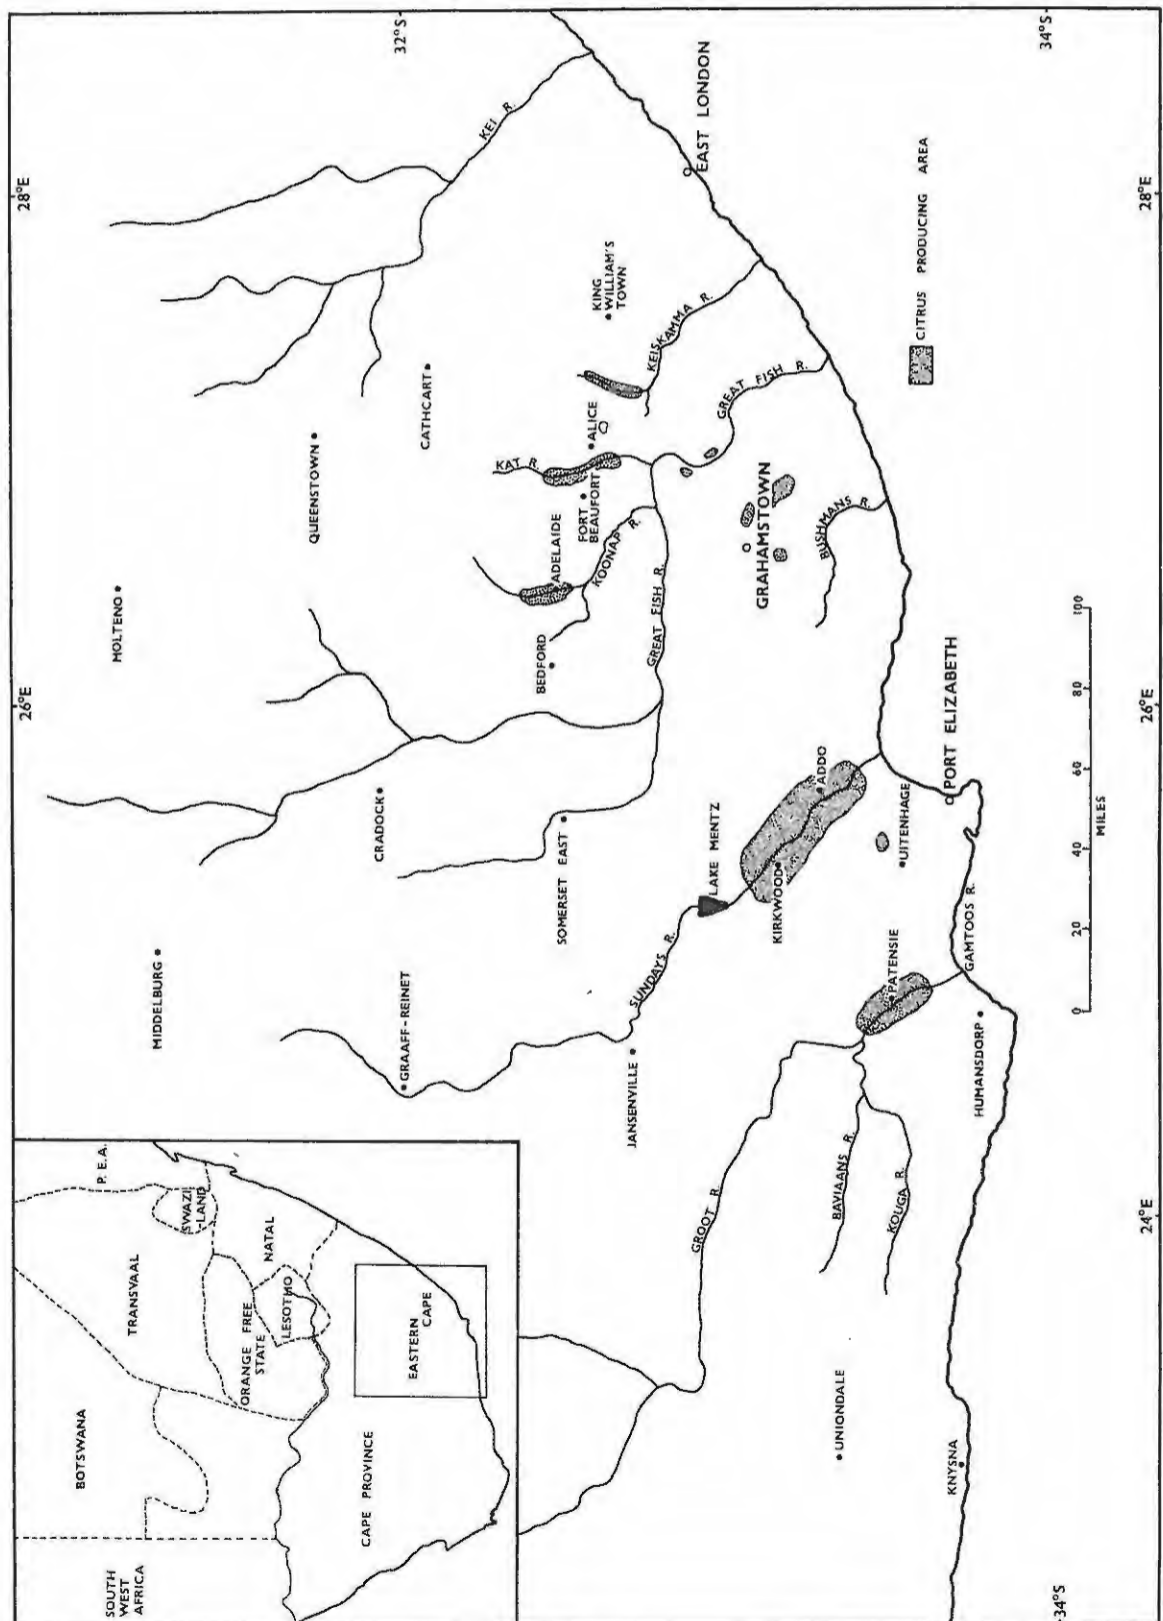 SOUTH
WEST
AFRICA
BOTSWANA
TRANSVAAL
P. E. A.
SWAZI
LAND
ORANGE FREE
STATE
LESOTHO
NATAL
CAPE PROVINCE
EASTERN
CAPE
26°E
28°E
32°S
34°S
34°S
24°E
26°E
28°E
MIDDELBURG
MOLTENO
QUEENSTOWN
CATHCART
KEI R.
GRAAFF-REINET
CRADOCK
SOMERSET EAST
BEDFORD
ADELAIDE
FORT
BEAUFORT
KAT R.
ALICE
KING
WILLIAM'S
TOWN
EAST LONDON
KOONAP R.
KEISKAMMA R.
GREAT FISH R.
GREAT FISH R.
JANSENVILLE
SUNDAYS R.
LAKE MENTZ
GRAHAMSTOWN
BUSHMANS R.
KIRKWOOD
ADDO
GROOT R.
BAVIAANS R.
KOUGA R.
PATENSIE
UITENHAGE
PORT ELIZABETH
UNIONDALE
KNYSNA
HUMANSDORP
GAMTOOS R.
CITRUS PRODUCING AREA
0 20 40 60 80 100
MILES